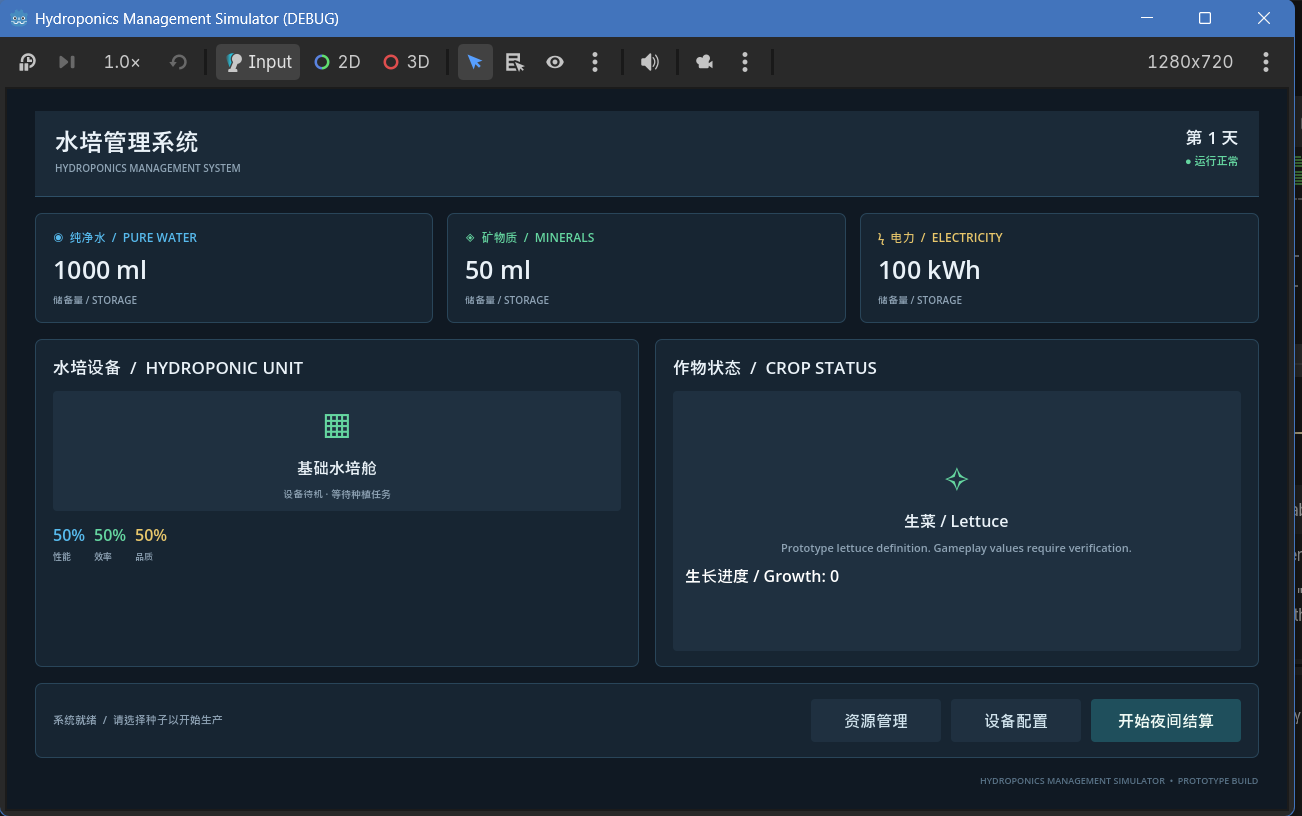 Hydroponics Management Simulator (DEBUG)
1.0× Input 2D 3D 1280x720
水培管理系统
HYDROPONICS MANAGEMENT SYSTEM
第 1 天
● 运行正常
纯净水 / PURE WATER
1000 ml
储备量 / STORAGE
矿物质 / MINERALS
50 ml
储备量 / STORAGE
电力 / ELECTRICITY
100 kWh
储备量 / STORAGE
水培设备 / HYDROPONIC UNIT
基础水培舱
设备待机 · 等待种植任务
50% 50% 50%
性能 效率 品质
作物状态 / CROP STATUS
生菜 / Lettuce
Prototype lettuce definition. Gameplay values require verification.
生长进度 / Growth: 0
系统就绪 / 请选择种子以开始生产
资源管理 设备配置 开始夜间结算
HYDROPONICS MANAGEMENT SIMULATOR • PROTOTYPE BUILD